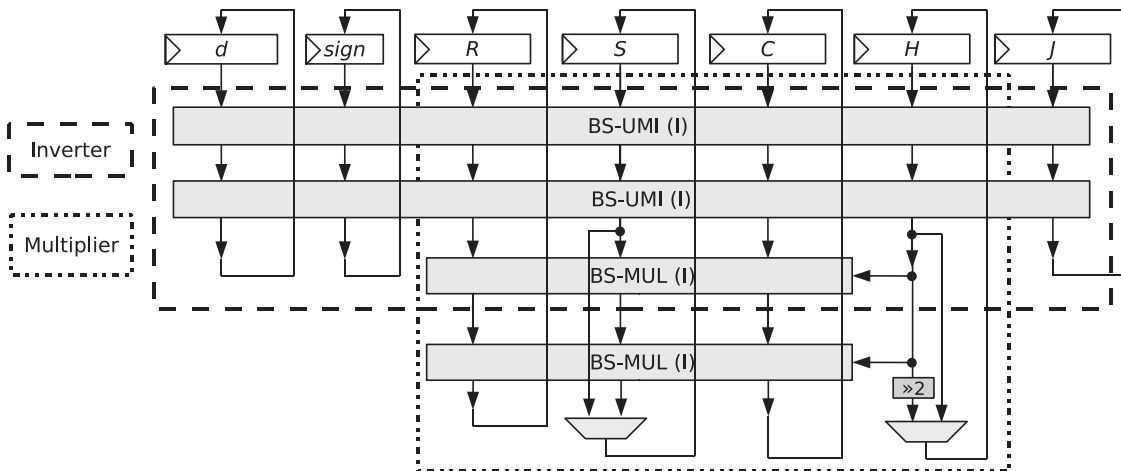 d
sign
R
S
C
H
J
BS-UMI (I)
Inverter
BS-UMI (I)
Multiplier
BS-MUL (I)
BS-MUL (I)
»2